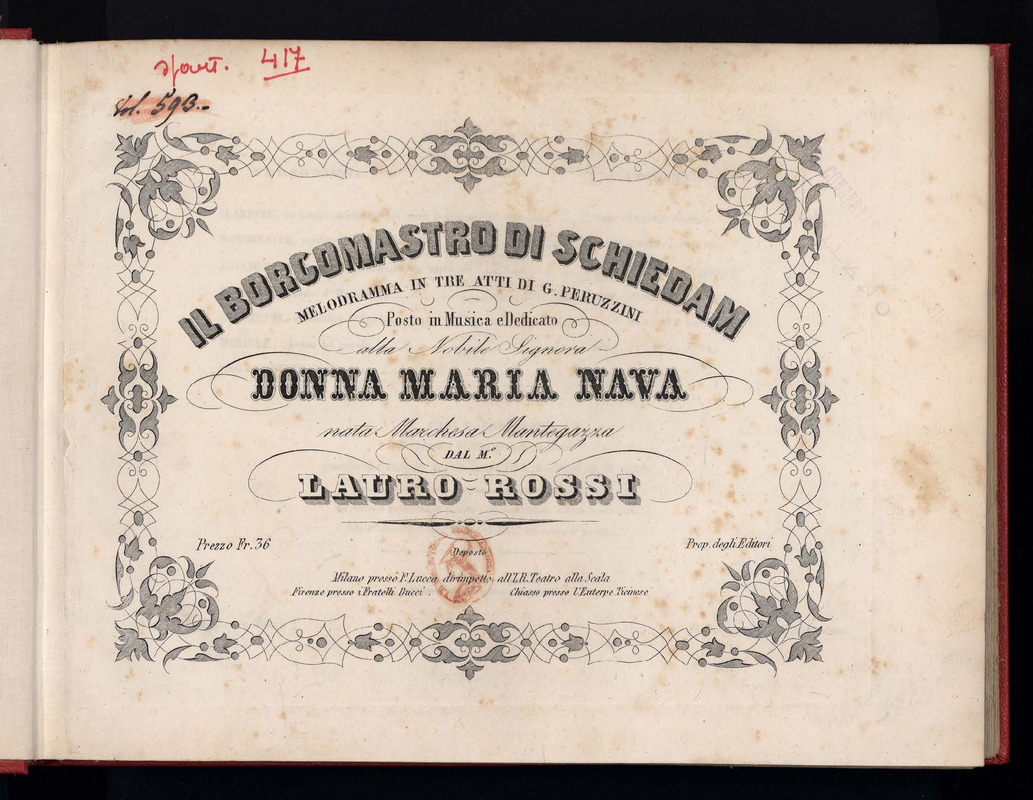 417
Vol. 593.
IL BORGOMASTRO DI SCHIEDAM
MELODRAMMA IN TRE ATTI DI G. PERUZZINI
Posto in Musica e Dedicato
alla Nobile Signora
DONNA MARIA NAVA
nata Marchesa Mantegazza
DAL M.º
LAURO ROSSI
Prezzo Fr. 36
Prop. degli Editori
Deposto
Milano presso F. Lucca dirimpetto all'I. R. Teatro alla Scala
Firenze presso i Fratelli Ducci.
Chiasso presso l'Euterpe Ticinese